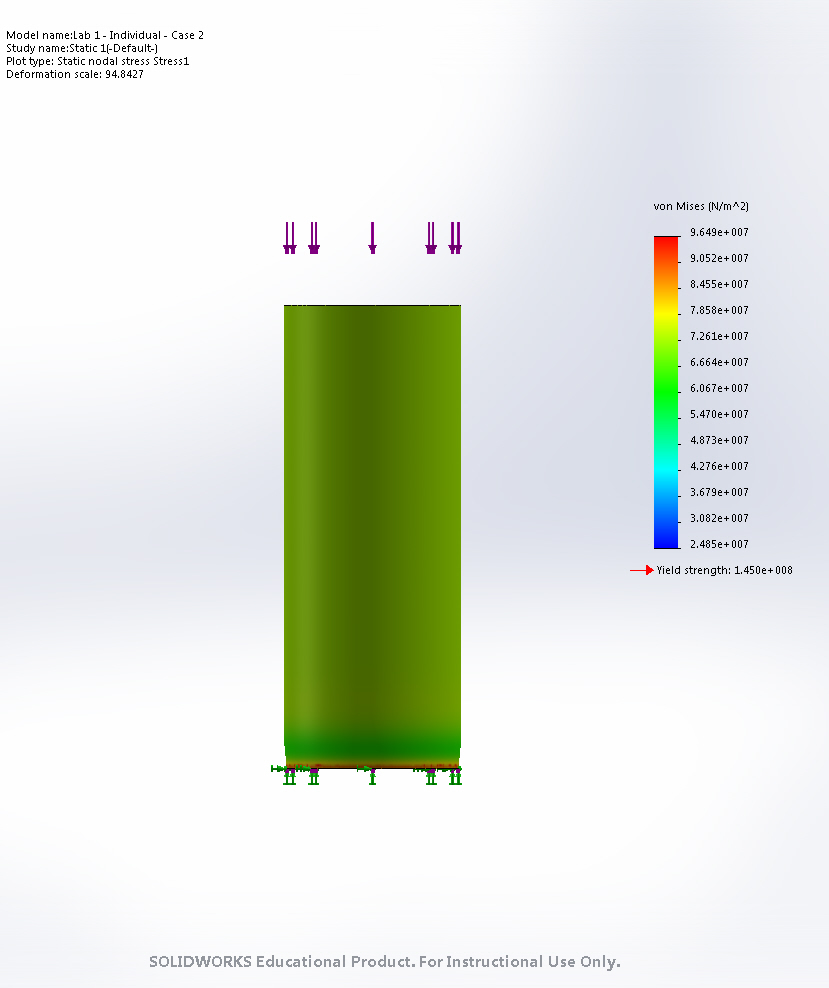 Model name:Lab 1 - Individual - Case 2
Study name:Static 1(-Default-)
Plot type: Static nodal stress Stress1
Deformation scale: 94.8427
von Mises (N/m^2)
9.649e+007
9.052e+007
8.455e+007
7.858e+007
7.261e+007
6.664e+007
6.067e+007
5.470e+007
4.873e+007
4.276e+007
3.679e+007
3.082e+007
2.485e+007
Yield strength: 1.450e+008
SOLIDWORKS Educational Product. For Instructional Use Only.